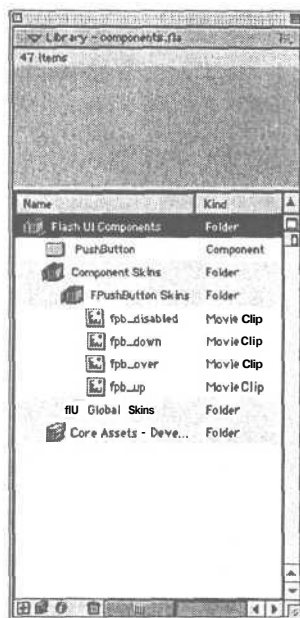 Library - components.fla
47 items
Name Kind
Flash UI Components Folder
PushButton Component
Component Skins Folder
FPushButton Skins Folder
fpb_disabled Movie Clip
fpb_down Movie Clip
fpb_over Movie Clip
fpb_up Movie Clip
flU Global Skins Folder
Core Assets - Deve... Folder